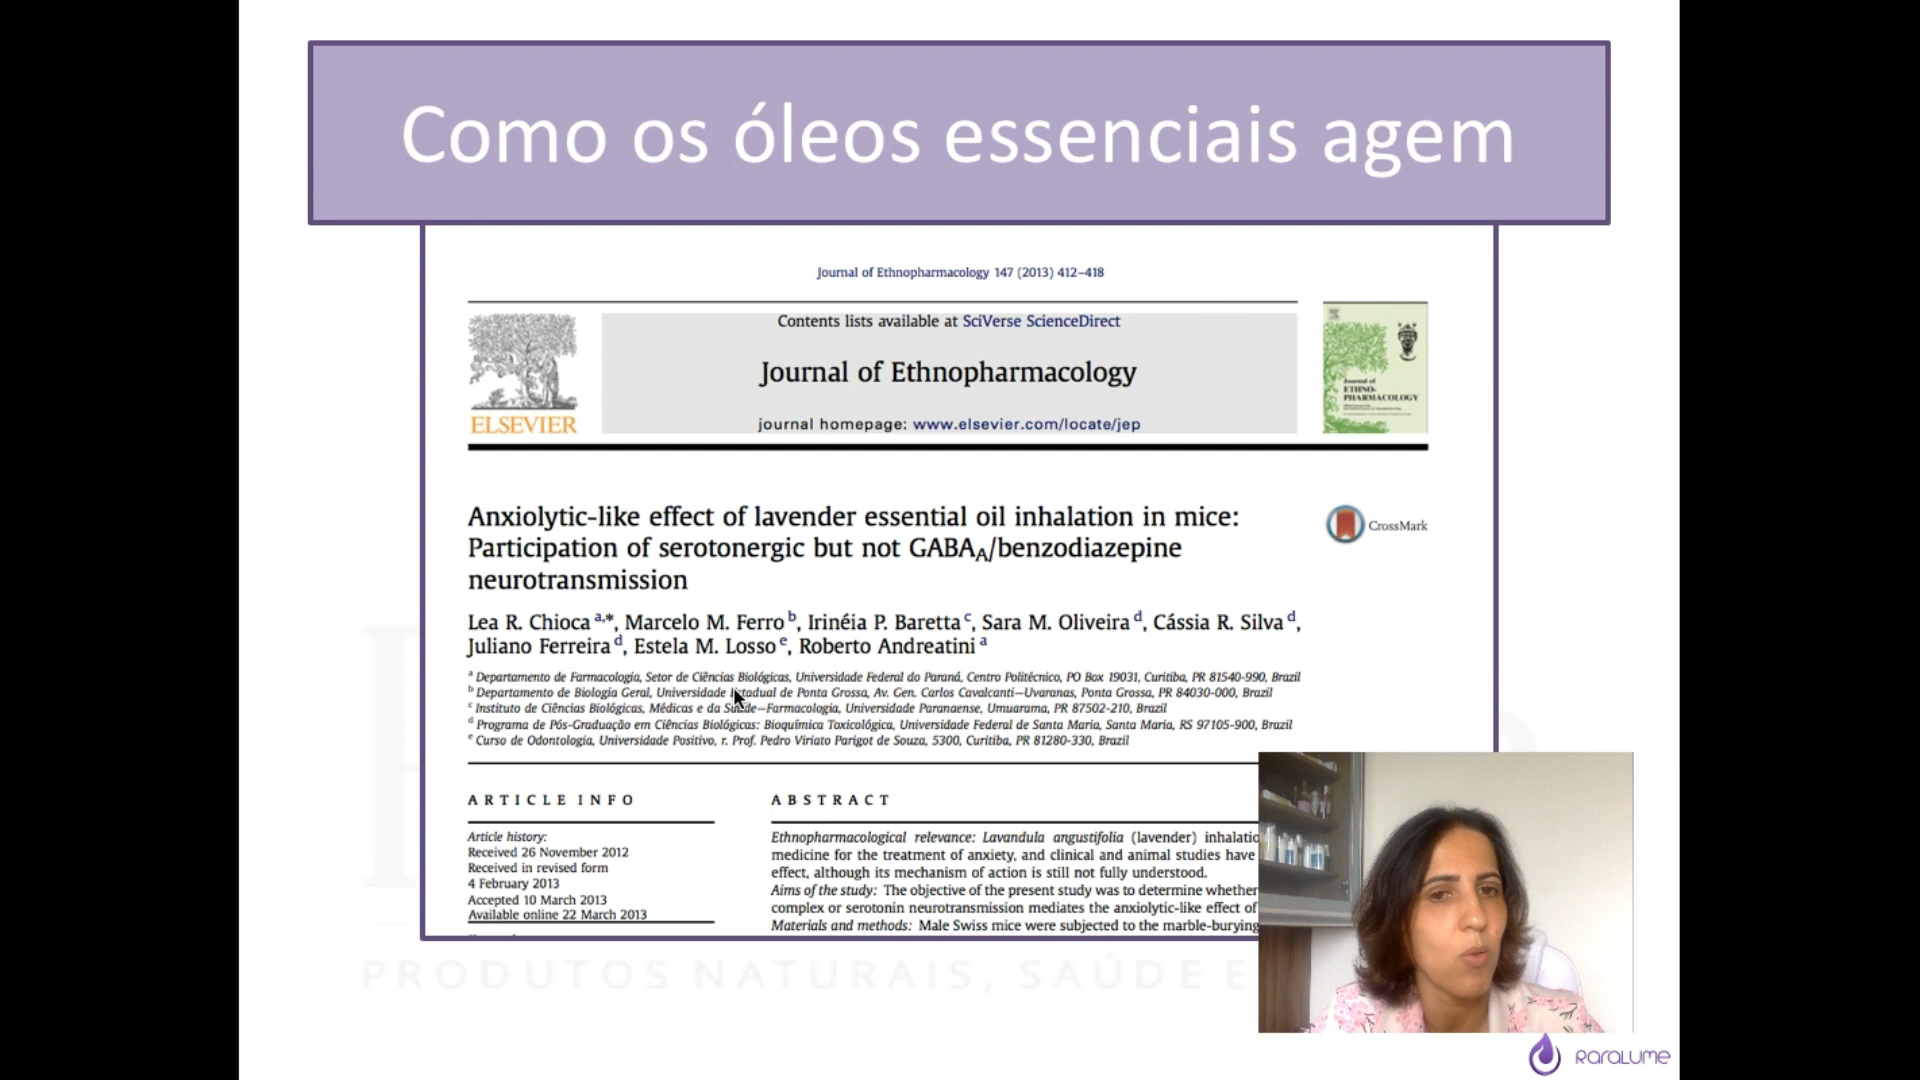 Como os óleos essenciais agem
Journal of Ethnopharmacology 147 (2013) 412–418
Contents lists available at SciVerse ScienceDirect
Journal of Ethnopharmacology
journal homepage: www.elsevier.com/locate/jep
ELSEVIER
Journal of
ETHNO-
PHARMACOLOGY
Anxiolytic-like effect of lavender essential oil inhalation in mice:
Participation of serotonergic but not GABAA/benzodiazepine
neurotransmission
CrossMark
Lea R. Chioca a,*, Marcelo M. Ferro b, Irinéia P. Baretta c, Sara M. Oliveira d, Cássia R. Silva d,
Juliano Ferreira d, Estela M. Losso e, Roberto Andreatini a
a Departamento de Farmacologia, Setor de Ciências Biológicas, Universidade Federal do Paraná, Centro Politécnico, PO Box 19031, Curitiba, PR 81540-990, Brazil
b Departamento de Biologia Geral, Universidade Estadual de Ponta Grossa, Av. Gen. Carlos Cavalcanti—Uvaranas, Ponta Grossa, PR 84030-000, Brazil
c Instituto de Ciências Biológicas, Médicas e da Saúde—Farmacologia, Universidade Paranaense, Umuarama, PR 87502-210, Brazil
d Programa de Pós-Graduação em Ciências Biológicas: Bioquímica Toxicológica, Universidade Federal de Santa Maria, Santa Maria, RS 97105-900, Brazil
e Curso de Odontologia, Universidade Positivo, r. Prof. Pedro Viriato Parigot de Souza, 5300, Curitiba, PR 81280-330, Brazil
ARTICLE INFO
Article history:
Received 26 November 2012
Received in revised form
4 February 2013
Accepted 10 March 2013
Available online 22 March 2013
ABSTRACT
Ethnopharmacological relevance: Lavandula angustifolia (lavender) inhalatio
medicine for the treatment of anxiety, and clinical and animal studies have
effect, although its mechanism of action is still not fully understood.
Aims of the study: The objective of the present study was to determine whether
complex or serotonin neurotransmission mediates the anxiolytic-like effect of
Materials and methods: Male Swiss mice were subjected to the marble-burying
PRODUTOS NATURAIS, SAÚDE E
RaraLume